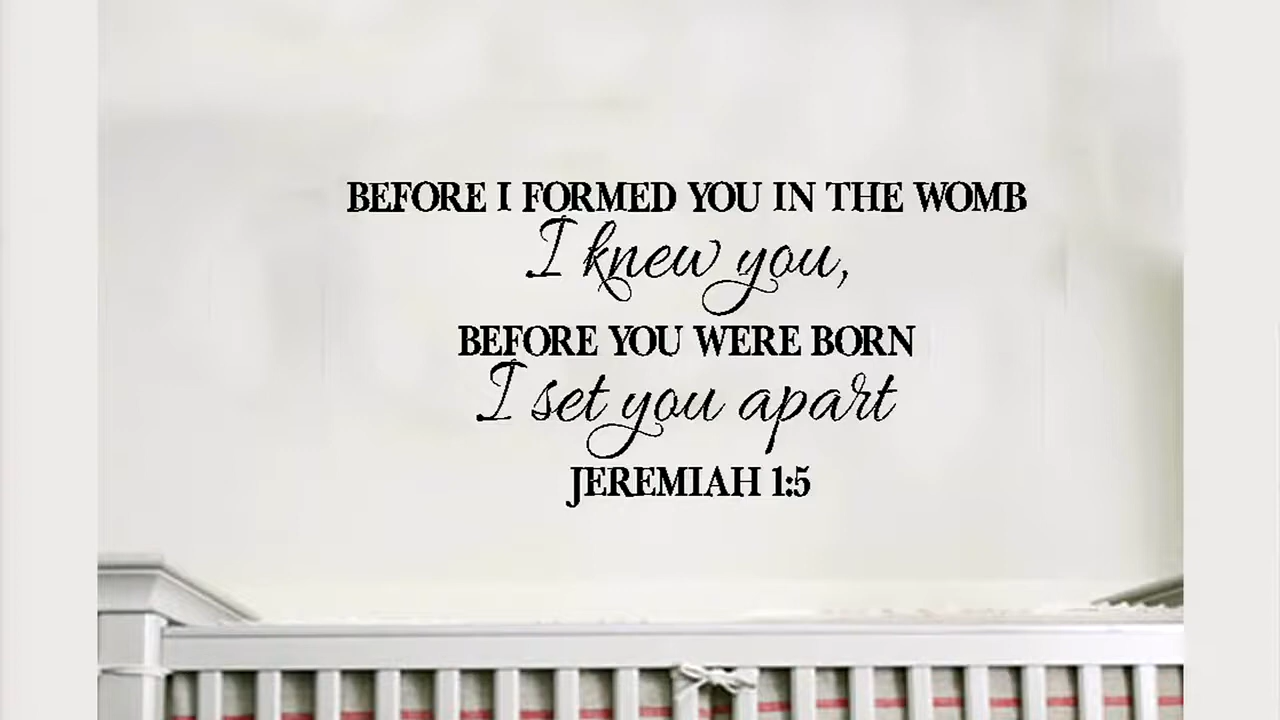 BEFORE I FORMED YOU IN THE WOMB
I knew you,
BEFORE YOU WERE BORN
I set you apart
JEREMIAH 1:5